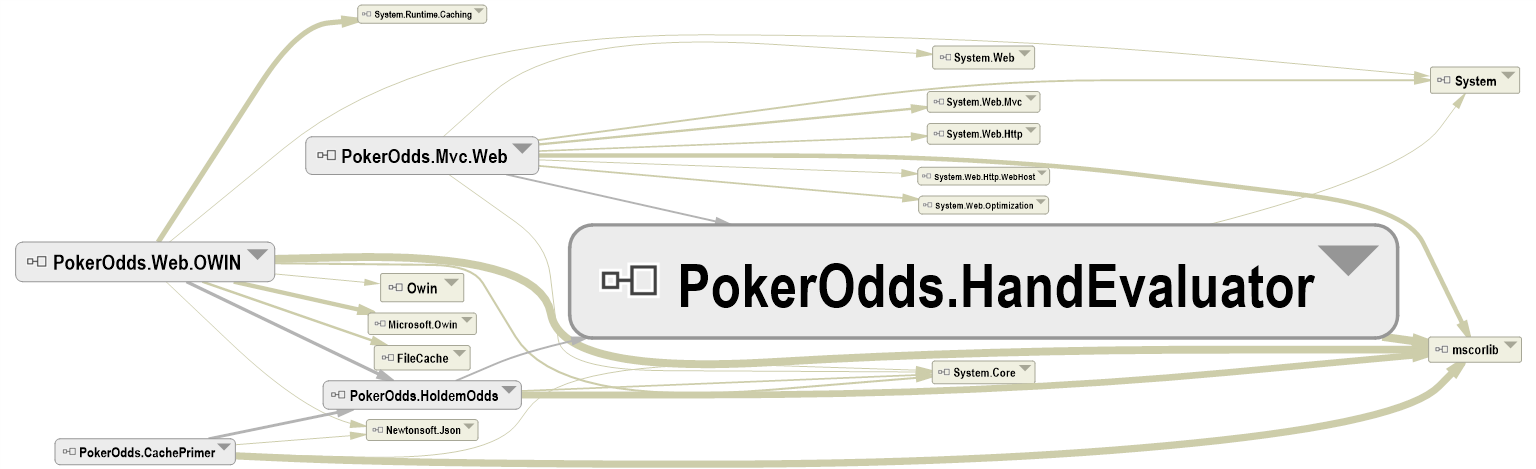 System.Runtime.Caching
System.Web
System
System.Web.Mvc
System.Web.Http
PokerOdds.Mvc.Web
System.Web.Http.WebHost
System.Web.Optimization
PokerOdds.Web.OWIN
PokerOdds.HandEvaluator
Owin
Microsoft.Owin
FileCache
mscorlib
System.Core
PokerOdds.HoldemOdds
Newtonsoft.Json
PokerOdds.CachePrimer